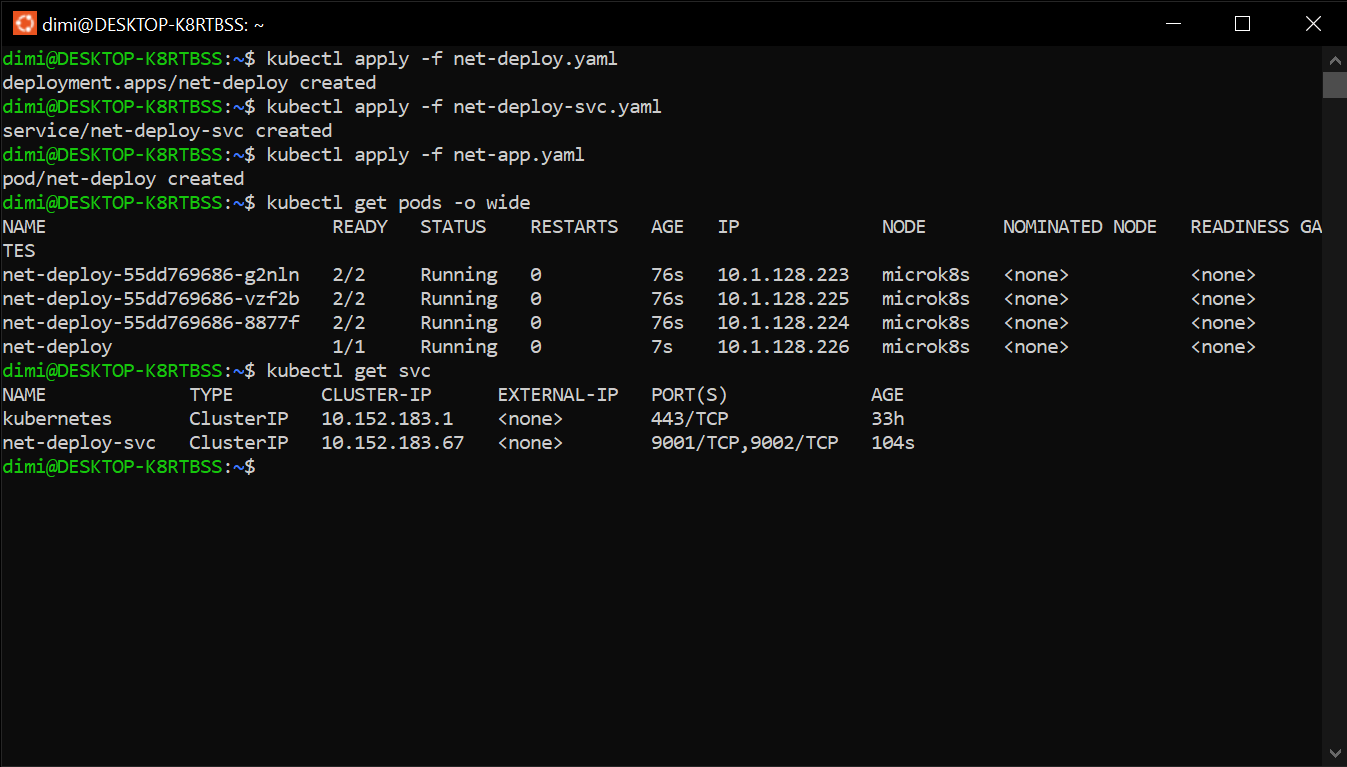 dimi@DESKTOP-K8RTBSS: ~
dimi@DESKTOP-K8RTBSS:~$ kubectl apply -f net-deploy.yaml
deployment.apps/net-deploy created
dimi@DESKTOP-K8RTBSS:~$ kubectl apply -f net-deploy-svc.yaml
service/net-deploy-svc created
dimi@DESKTOP-K8RTBSS:~$ kubectl apply -f net-app.yaml
pod/net-deploy created
dimi@DESKTOP-K8RTBSS:~$ kubectl get pods -o wide
NAME                          READY   STATUS    RESTARTS   AGE   IP             NODE       NOMINATED NODE   READINESS GA
TES
net-deploy-55dd769686-g2nln   2/2     Running   0          76s   10.1.128.223   microk8s   <none>           <none>
net-deploy-55dd769686-vzf2b   2/2     Running   0          76s   10.1.128.225   microk8s   <none>           <none>
net-deploy-55dd769686-8877f   2/2     Running   0          76s   10.1.128.224   microk8s   <none>           <none>
net-deploy                    1/1     Running   0          7s    10.1.128.226   microk8s   <none>           <none>
dimi@DESKTOP-K8RTBSS:~$ kubectl get svc
NAME             TYPE        CLUSTER-IP      EXTERNAL-IP   PORT(S)             AGE
kubernetes       ClusterIP   10.152.183.1    <none>        443/TCP             33h
net-deploy-svc   ClusterIP   10.152.183.67   <none>        9001/TCP,9002/TCP   104s
dimi@DESKTOP-K8RTBSS:~$